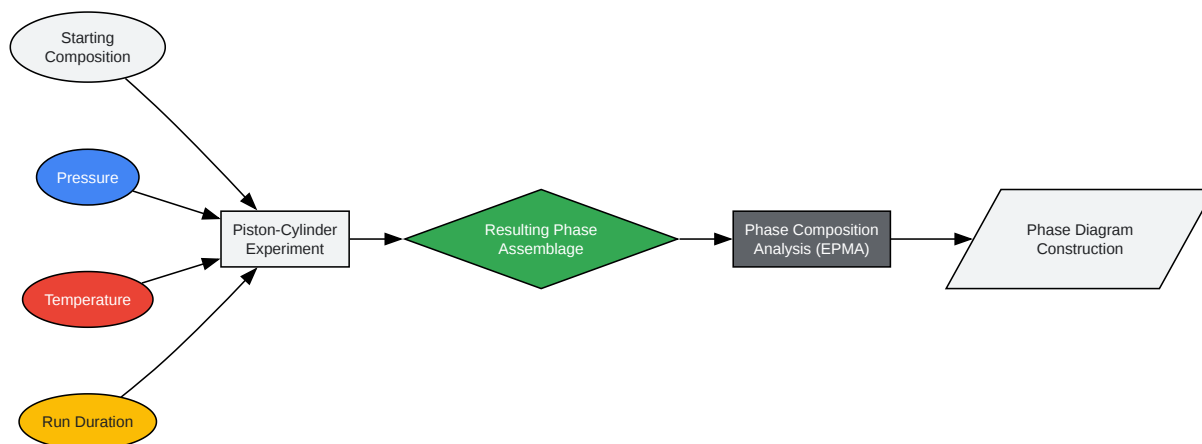 Starting
Composition
Pressure
Piston-Cylinder
Experiment
Resulting Phase
Assemblage
Phase Composition
Analysis (EPMA)
Phase Diagram
Construction
Temperature
Run Duration